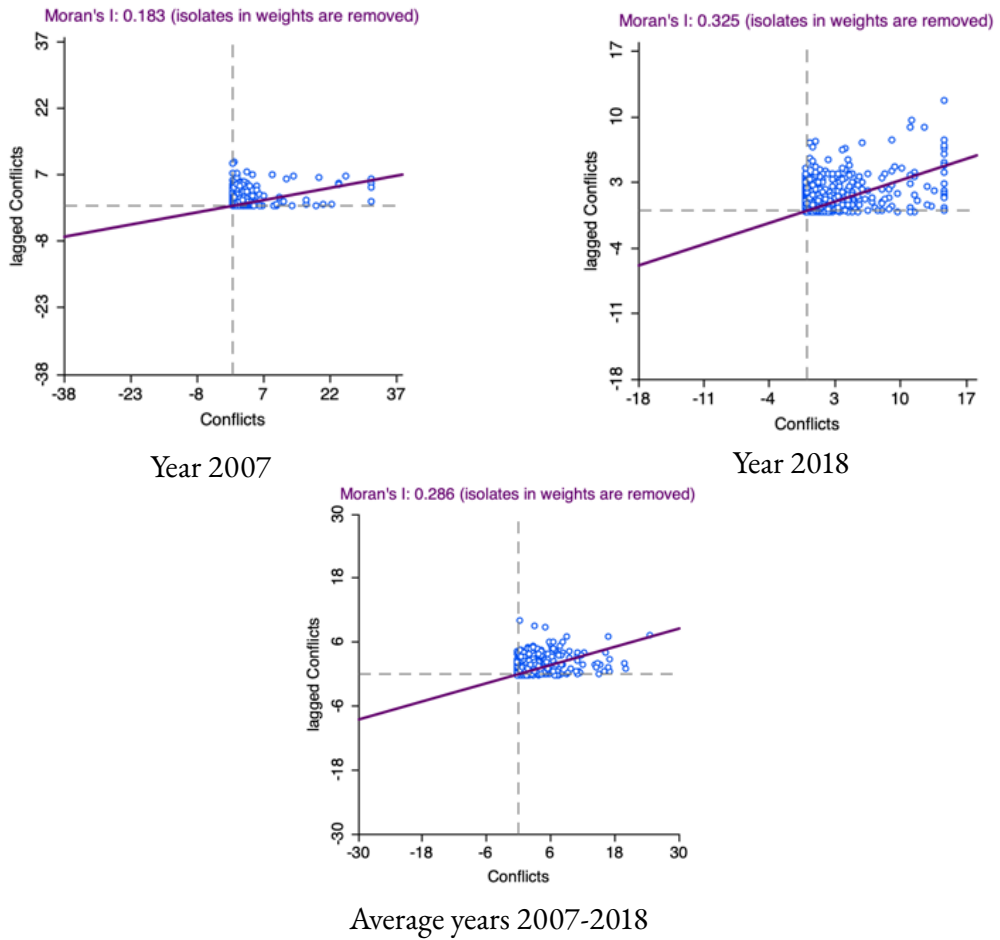 Moran's I: 0.183 (isolates in weights are removed)
37
22
7
-8
-23
-38
lagged Conflicts
-38 -23 -8 7 22 37
Conflicts
Year 2007
Moran's I: 0.325 (isolates in weights are removed)
17
10
3
-4
-11
-18
lagged Conflicts
-18 -11 -4 3 10 17
Conflicts
Year 2018
Moran's I: 0.286 (isolates in weights are removed)
30
18
6
-6
-18
-30
lagged Conflicts
-30 -18 -6 6 18 30
Conflicts
Average years 2007-2018